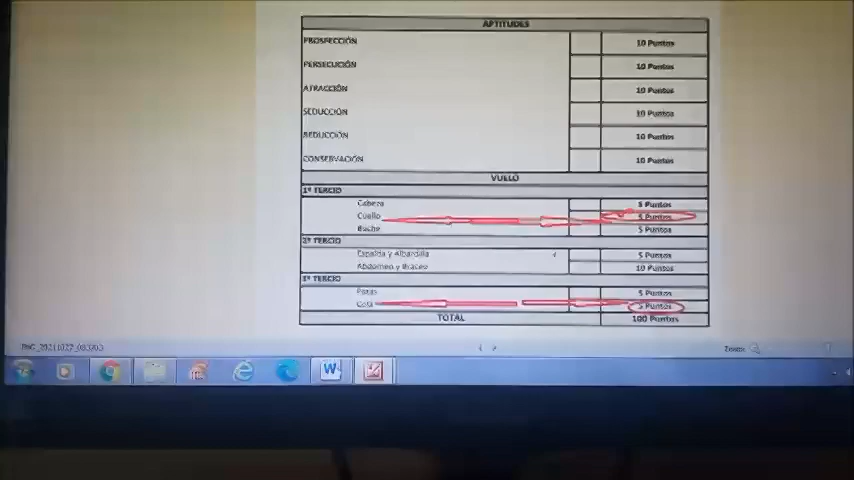 APTITUDES
PROSPECCIÓN 10 Puntos
PERSECUCIÓN 10 Puntos
ATRACCIÓN 10 Puntos
SEDUCCIÓN 10 Puntos
REDUCCIÓN 10 Puntos
CONSERVACIÓN 10 Puntos
VUELO
1º TERCIO
Cabeza 5 Puntos
Cuello 5 Puntos
Buche 5 Puntos
2º TERCIO
Espalda y Albardilla 5 Puntos
Abdomen y Brazeo 10 Puntos
3º TERCIO
Patas 5 Puntos
Cola 5 Puntos
TOTAL 100 Puntos
Zoom:
W